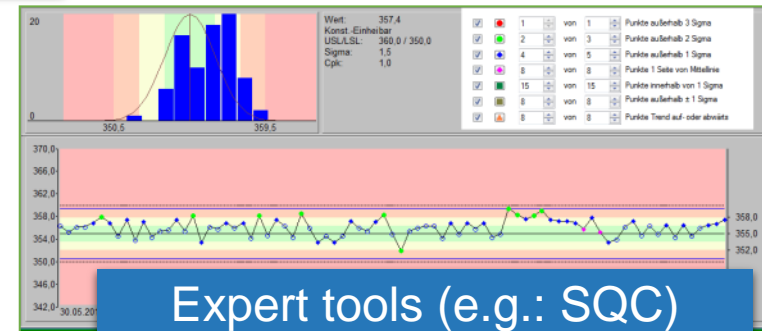 20
0
350,5 359,5
Wert: 357,4
Konst.-Einheibar
USL/LSL: 360,0 / 350,0
Sigma: 1,5
Cpk: 1,0
1 von 1 Punkte außerhalb 3 Sigma
2 von 3 Punkte außerhalb 2 Sigma
4 von 5 Punkte außerhalb 1 Sigma
8 von 8 Punkte 1 Seite von Mittellinie
15 von 15 Punkte innerhalb von 1 Sigma
8 von 8 Punkte außerhalb ± 1 Sigma
8 von 8 Punkte Trend auf- oder abwärts
370,0
366,0
362,0
358,0
354,0
350,0
346,0
342,0
358,0
355,0
352,0
30.05.201
Expert tools (e.g.: SQC)